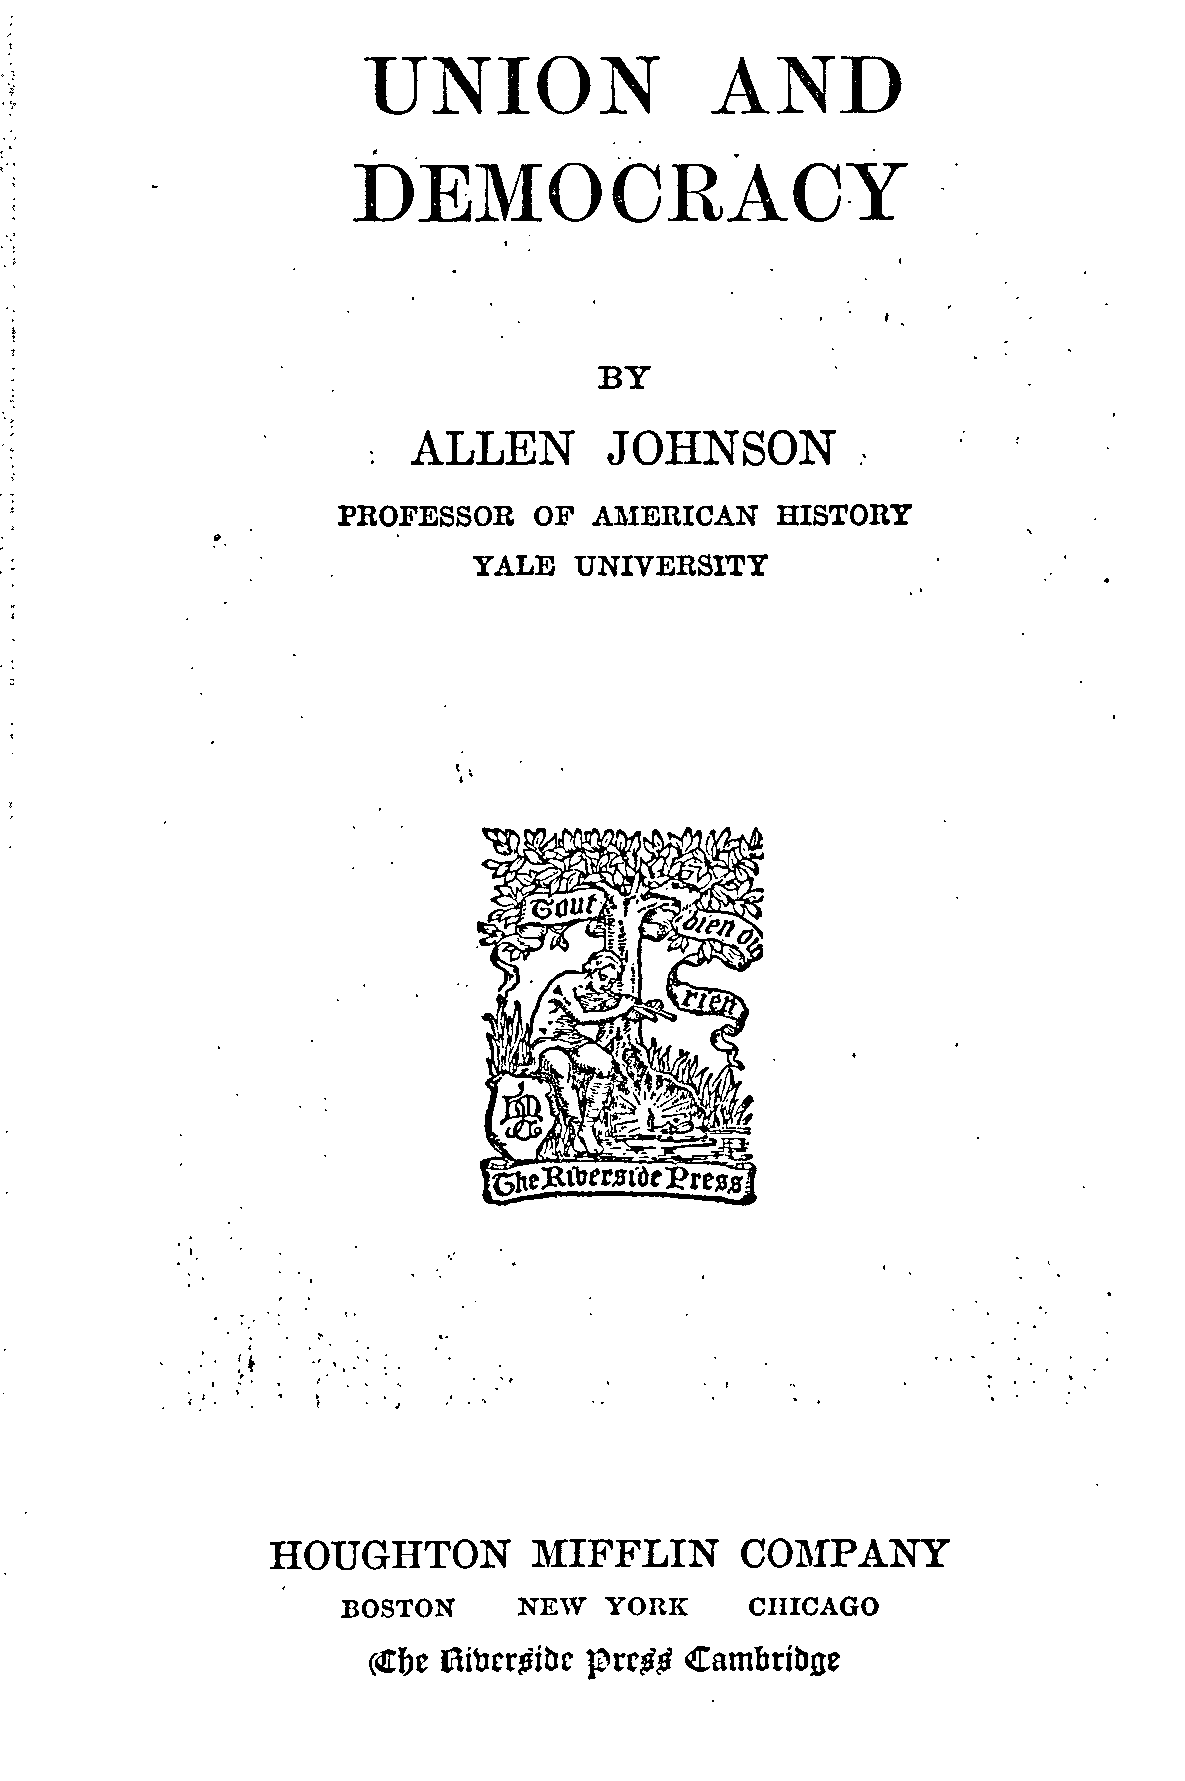 UNION AND
DEMOCRACY
BY
ALLEN JOHNSON
PROFESSOR OF AMERICAN HISTORY
YALE UNIVERSITY
Tout
bien ou
rien
The Riverside Press
HOUGHTON MIFFLIN COMPANY
BOSTON NEW YORK CHICAGO
The Riverside Press Cambridge